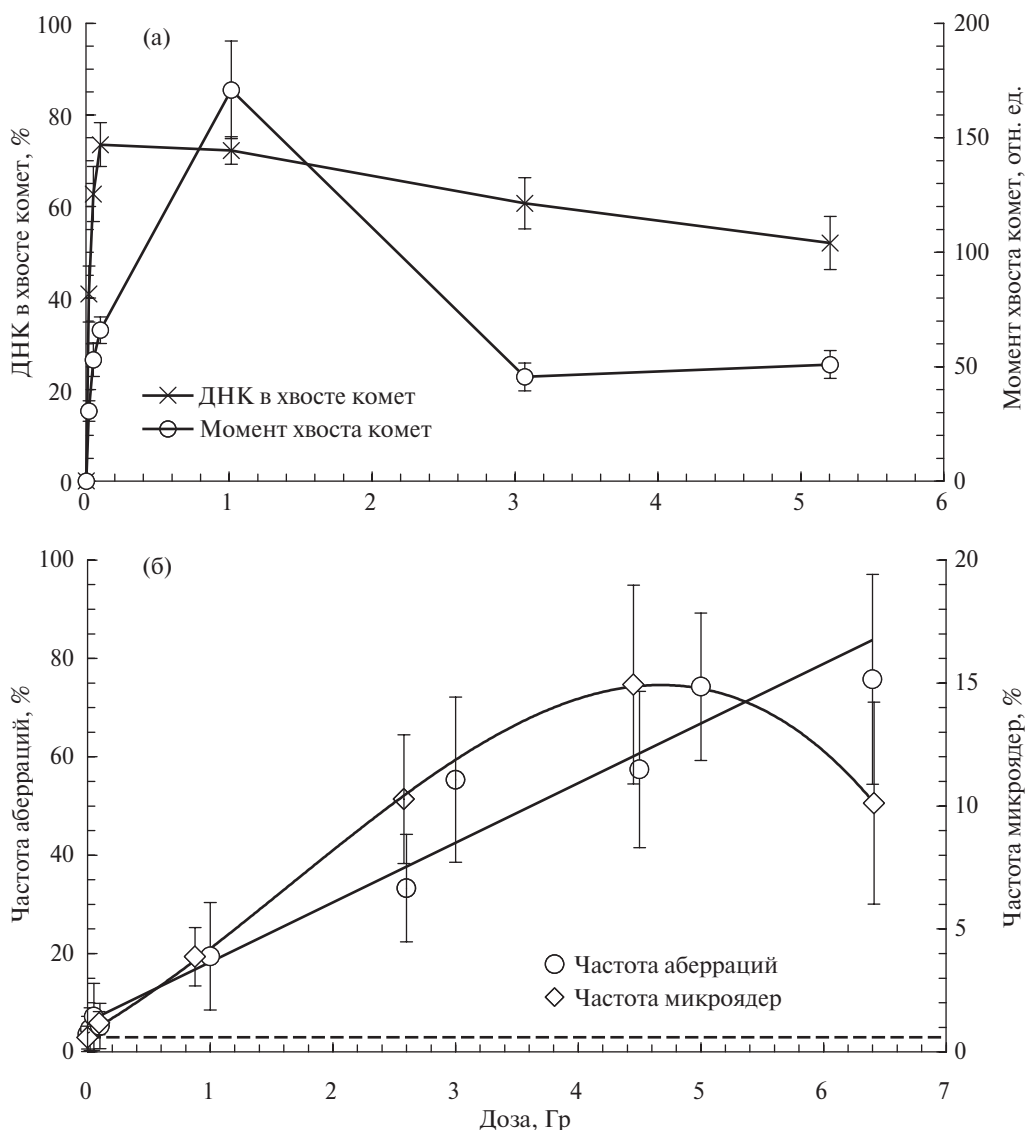 (а)
ДНК в хвосте комет, %
100
80
60
40
20
0
Момент хвоста комет, отн. ед.
200
150
100
50
0
ДНК в хвосте комет
Момент хвоста комет
0 1 2 3 4 5 6
(б)
Частота аберраций, %
100
80
60
40
20
0
Частота микроядер, %
20
15
10
5
0
Частота аберраций
Частота микроядер
0 1 2 3 4 5 6 7
Доза, Гр